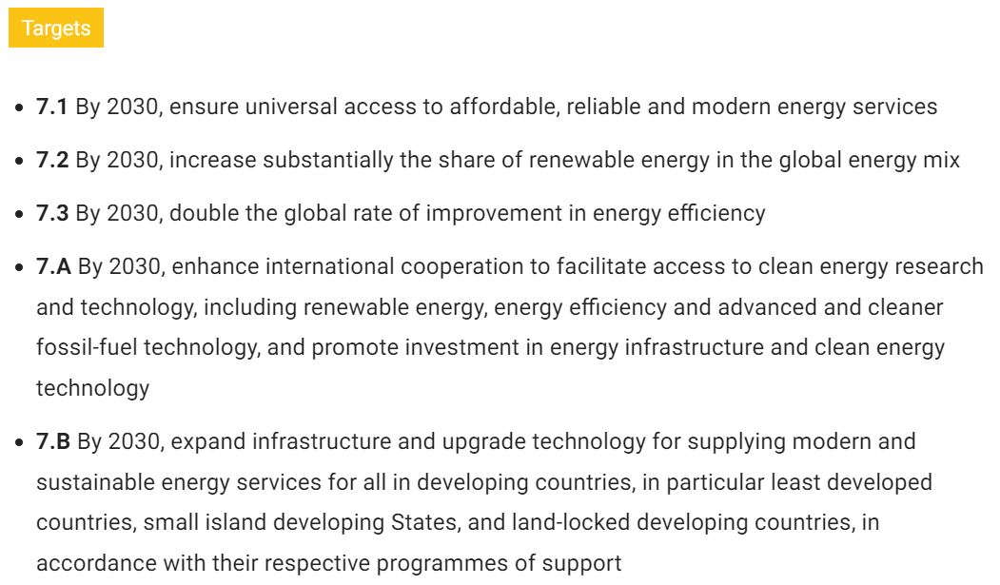 Targets
• 7.1 By 2030, ensure universal access to affordable, reliable and modern energy services
• 7.2 By 2030, increase substantially the share of renewable energy in the global energy mix
• 7.3 By 2030, double the global rate of improvement in energy efficiency
• 7.A By 2030, enhance international cooperation to facilitate access to clean energy research
and technology, including renewable energy, energy efficiency and advanced and cleaner
fossil-fuel technology, and promote investment in energy infrastructure and clean energy
technology
• 7.B By 2030, expand infrastructure and upgrade technology for supplying modern and
sustainable energy services for all in developing countries, in particular least developed
countries, small island developing States, and land-locked developing countries, in
accordance with their respective programmes of support